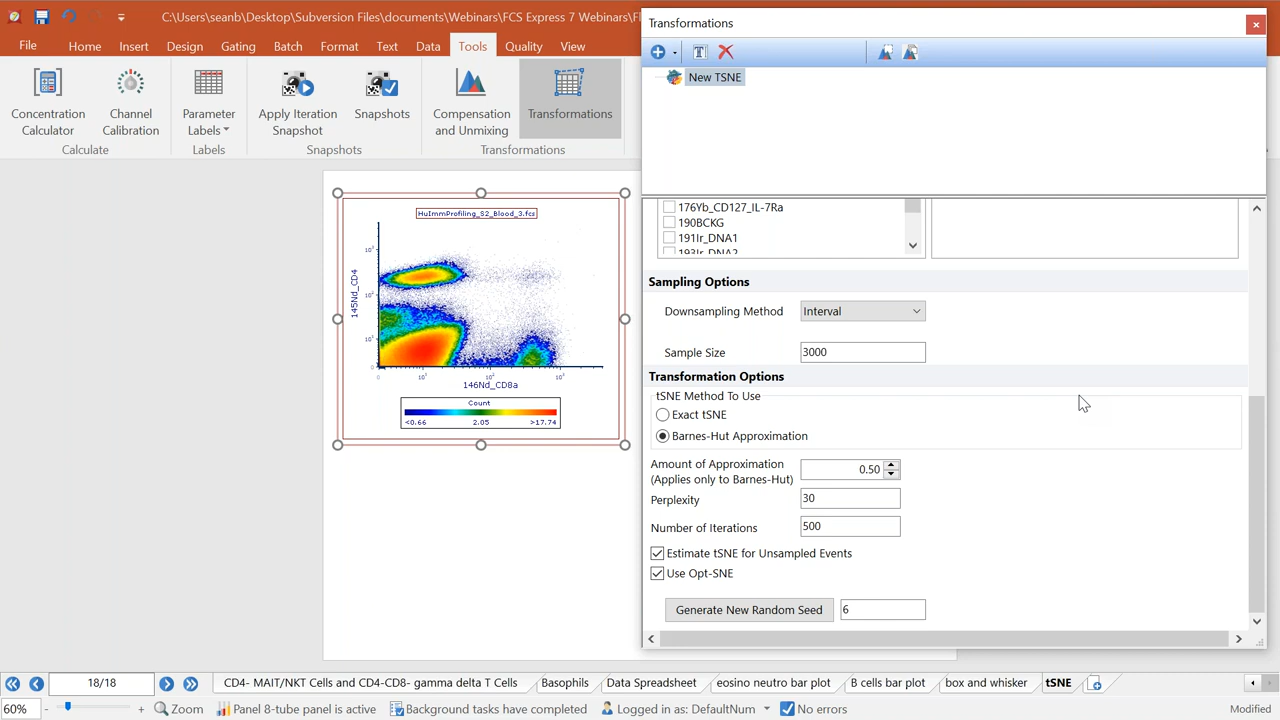 C:\Users\seanb\Desktop\Subversion Files\documents\Webinars\FCS Express 7 Webinars\Fl
Transformations
File Home Insert Design Gating Batch Format Text Data Tools Quality View
New TSNE
Concentration Calculator
Channel Calibration
Parameter Labels
Apply Iteration Snapshot
Snapshots
Compensation and Unmixing
Transformations
Calculate Labels Snapshots Transformations
HuImmProfiling_S2_Blood_3.fcs
145Nd_CD4
146Nd_CD8a
Count
<0.66 2.05 >17.74
176Yb_CD127_IL-7Ra
190BCKG
191Ir_DNA1
193Ir_DNA2
Sampling Options
Downsampling Method Interval
Sample Size 3000
Transformation Options
tSNE Method To Use
Exact tSNE
Barnes-Hut Approximation
Amount of Approximation 0.50
(Applies only to Barnes-Hut)
Perplexity 30
Number of Iterations 500
Estimate tSNE for Unsampled Events
Use Opt-SNE
Generate New Random Seed 6
18/18 CD4- MAIT/NKT Cells and CD4-CD8- gamma delta T Cells Basophils Data Spreadsheet eosino neutro bar plot B cells bar plot box and whisker tSNE
60% - + Zoom Panel 8-tube panel is active Background tasks have completed Logged in as: DefaultNum No errors Modified